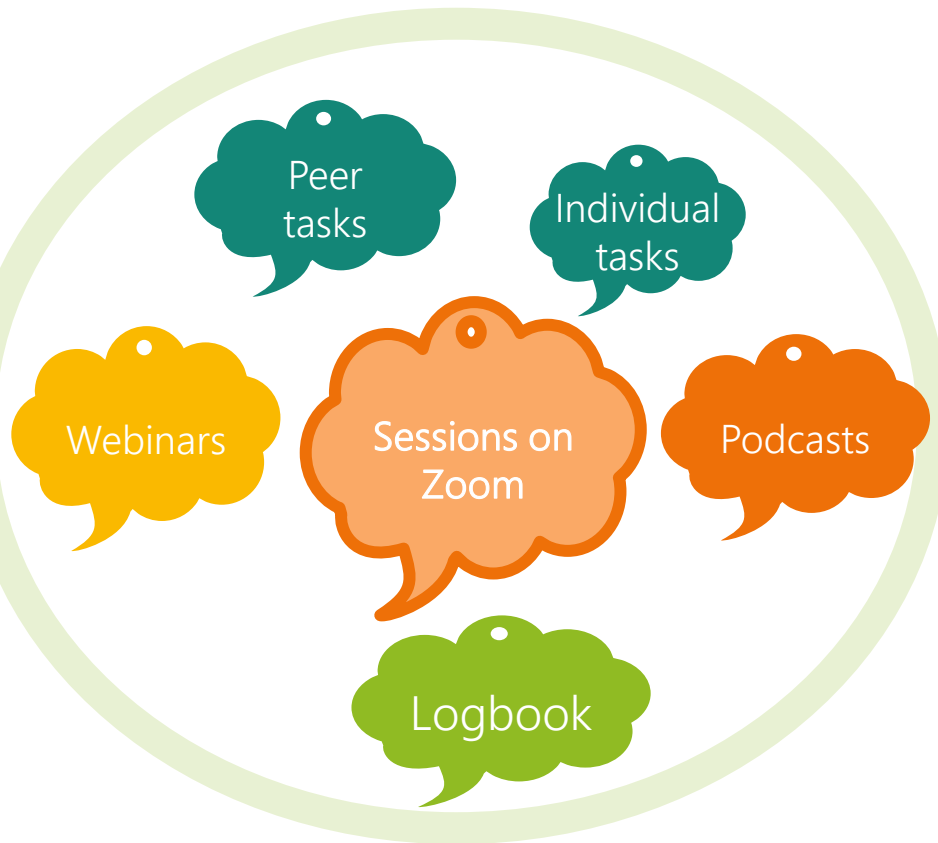 Peer
tasks
Individual
tasks
Webinars
Sessions on
Zoom
Podcasts
Logbook